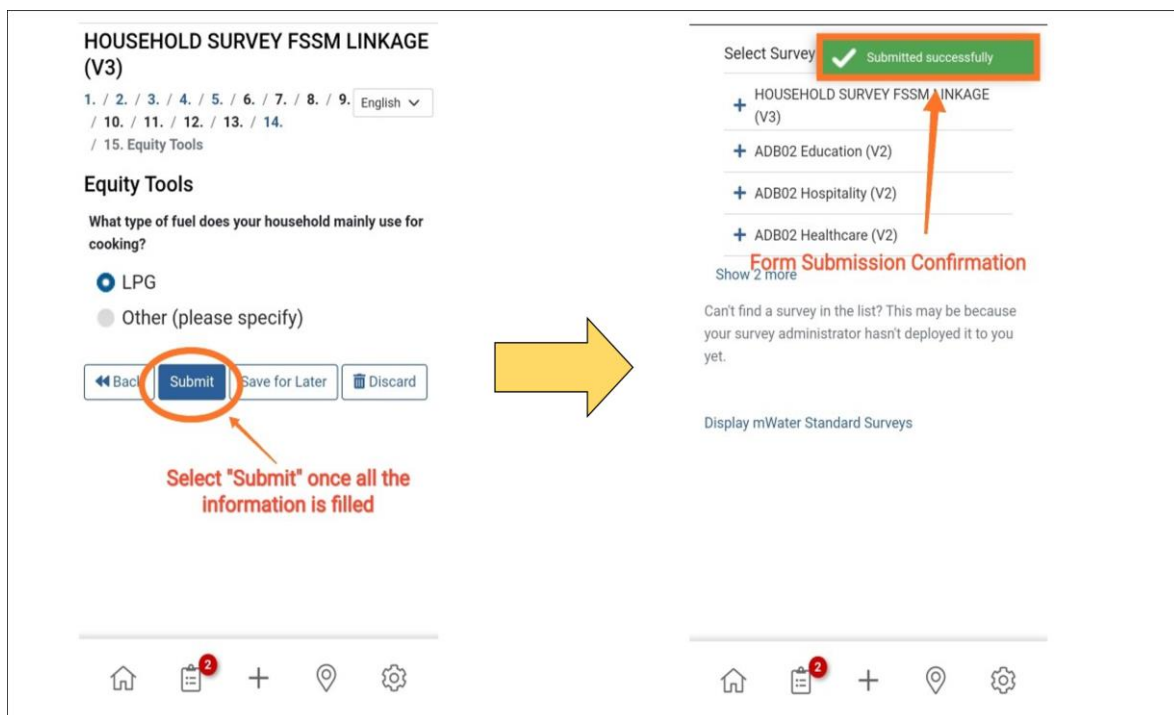 HOUSEHOLD SURVEY FSSM LINKAGE
(V3)
1. / 2. / 3. / 4. / 5. / 6. / 7. / 8. / 9.
English
/ 10. / 11. / 12. / 13. / 14.
/ 15. Equity Tools
Equity Tools
What type of fuel does your household mainly use for
cooking?
LPG
Other (please specify)
Back
Submit
Save for Later
Discard
Select "Submit" once all the
information is filled
2
Select Survey
Submitted successfully
HOUSEHOLD SURVEY FSSM LINKAGE
(V3)
ADB02 Education (V2)
ADB02 Hospitality (V2)
ADB02 Healthcare (V2)
Form Submission Confirmation
Show 2 more
Can't find a survey in the list? This may be because
your survey administrator hasn't deployed it to you
yet.
Display mWater Standard Surveys
2